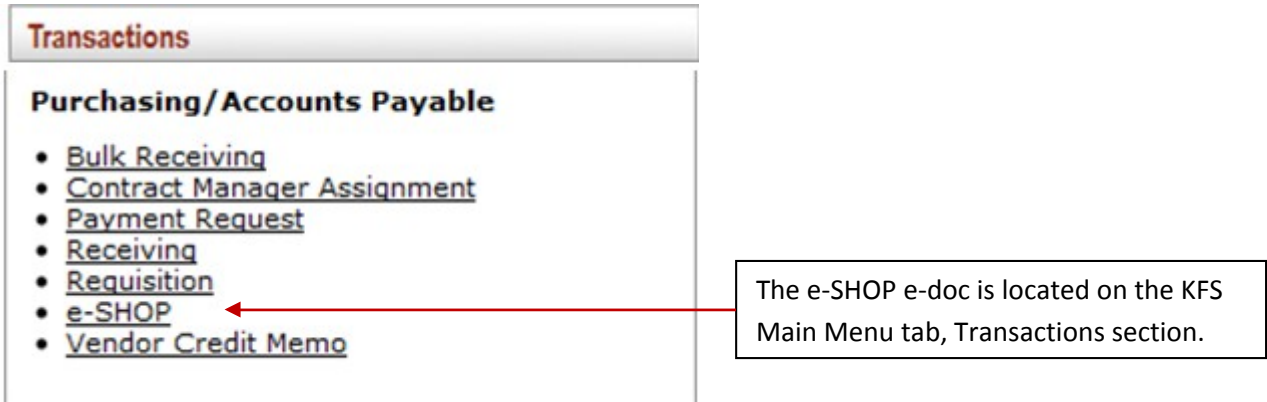 Transactions
Purchasing/Accounts Payable
• Bulk Receiving
• Contract Manager Assignment
• Payment Request
• Receiving
• Requisition
• e-SHOP
• Vendor Credit Memo
The e-SHOP e-doc is located on the KFS
Main Menu tab, Transactions section.